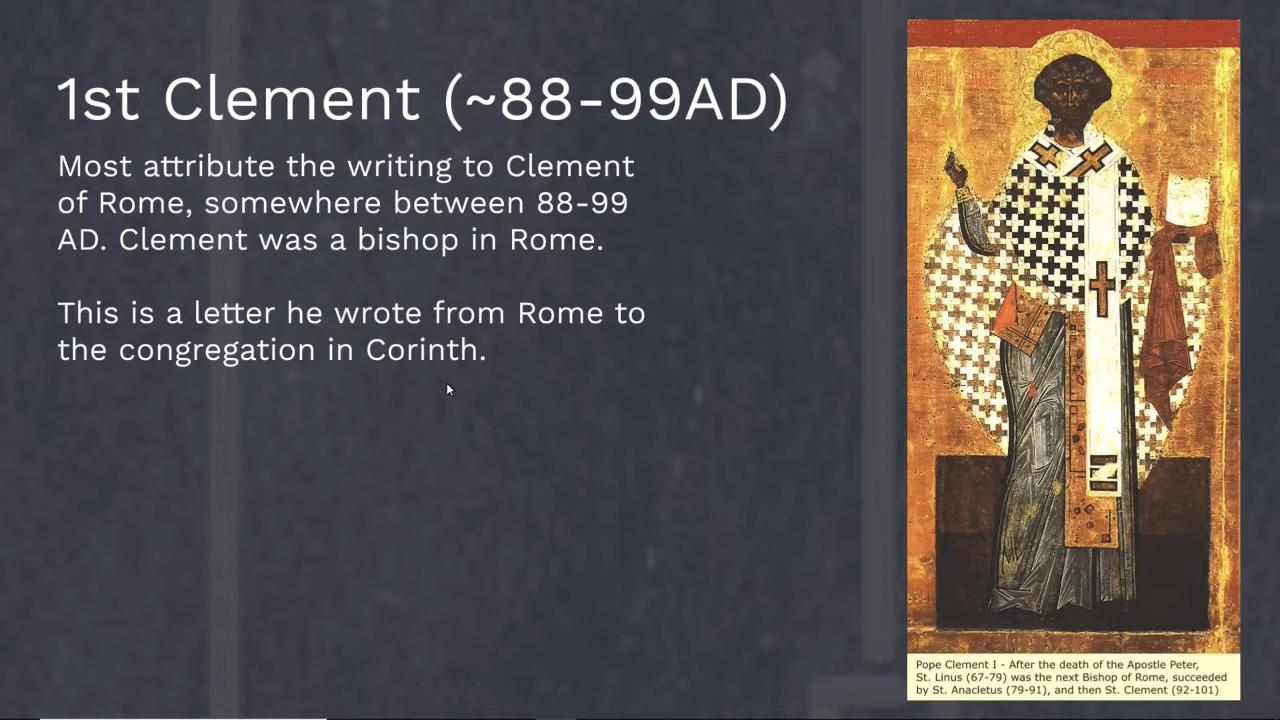 1st Clement (~88-99AD)
Most attribute the writing to Clement
of Rome, somewhere between 88-99
AD. Clement was a bishop in Rome.
This is a letter he wrote from Rome to
the congregation in Corinth.
Pope Clement I - After the death of the Apostle Peter,
St. Linus (67-79) was the next Bishop of Rome, succeeded
by St. Anacletus (79-91), and then St. Clement (92-101)